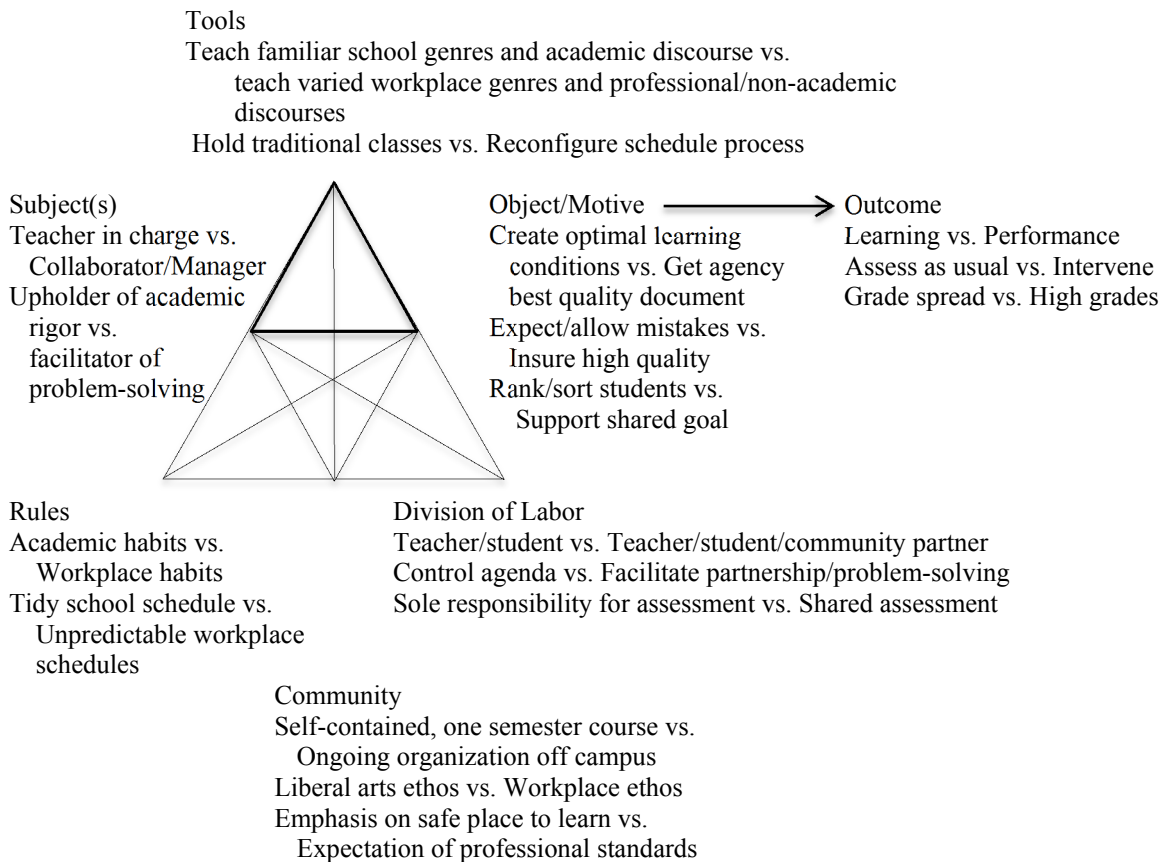 Tools
Teach familiar school genres and academic discourse vs.
teach varied workplace genres and professional/non-academic
discourses
Hold traditional classes vs. Reconfigure schedule process
Subject(s)
Teacher in charge vs.
Collaborator/Manager
Upholder of academic
rigor vs.
facilitator of
problem-solving
Object/Motive
Create optimal learning
conditions vs. Get agency
best quality document
Expect/allow mistakes vs.
Insure high quality
Rank/sort students vs.
Support shared goal
Outcome
Learning vs. Performance
Assess as usual vs. Intervene
Grade spread vs. High grades
Rules
Academic habits vs.
Workplace habits
Tidy school schedule vs.
Unpredictable workplace
schedules
Division of Labor
Teacher/student vs. Teacher/student/community partner
Control agenda vs. Facilitate partnership/problem-solving
Sole responsibility for assessment vs. Shared assessment
Community
Self-contained, one semester course vs.
Ongoing organization off campus
Liberal arts ethos vs. Workplace ethos
Emphasis on safe place to learn vs.
Expectation of professional standards